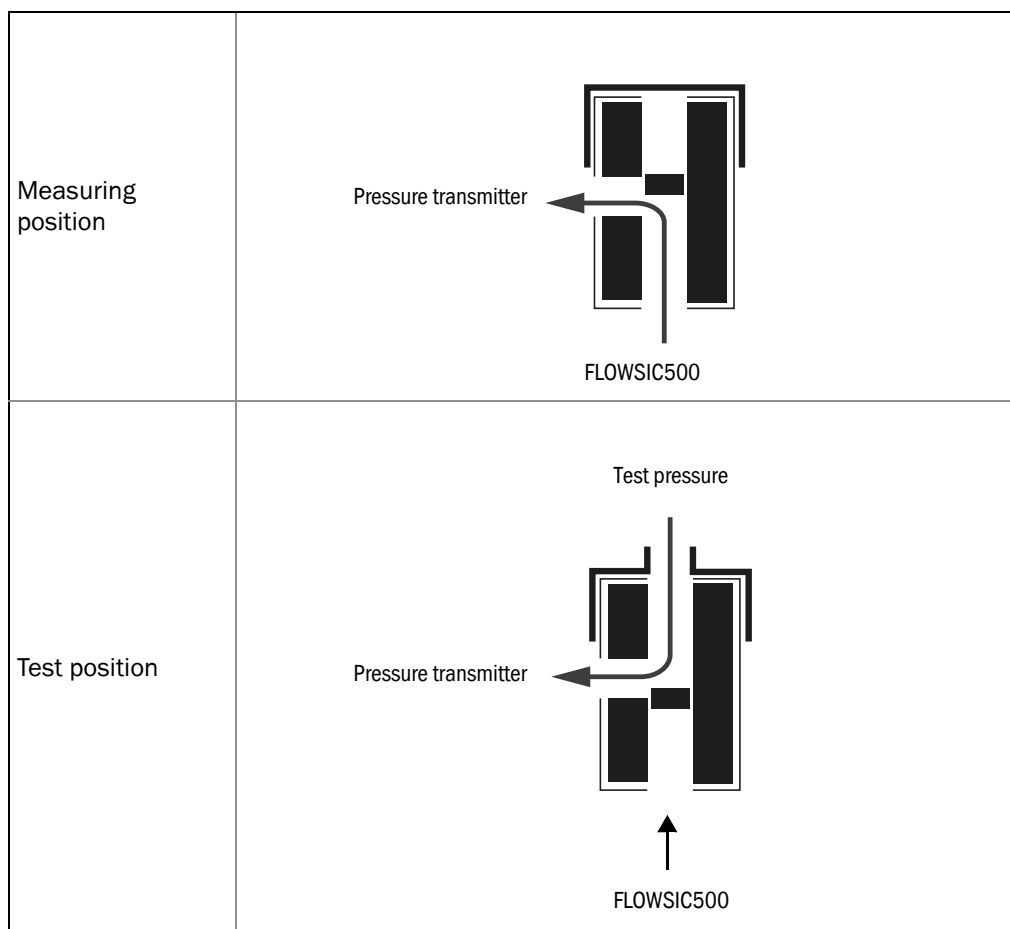 Measuring
position
Pressure transmitter
FLOWSIC500
Test pressure
Test position
Pressure transmitter
FLOWSIC500